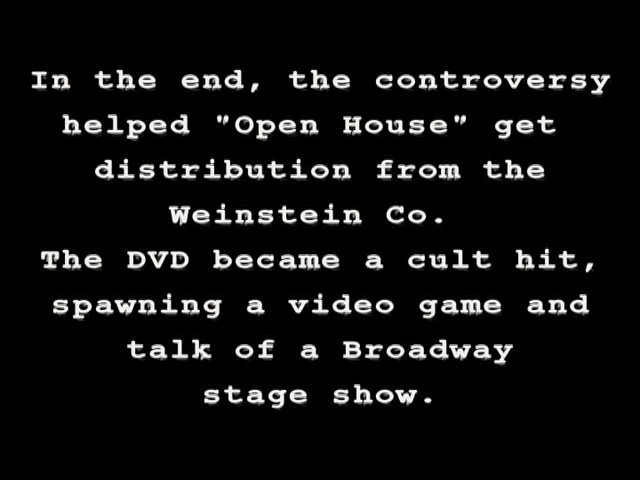 In the end, the controversy
helped "Open House" get
distribution from the
Weinstein Co.
The DVD became a cult hit,
spawning a video game and
talk of a Broadway
stage show.